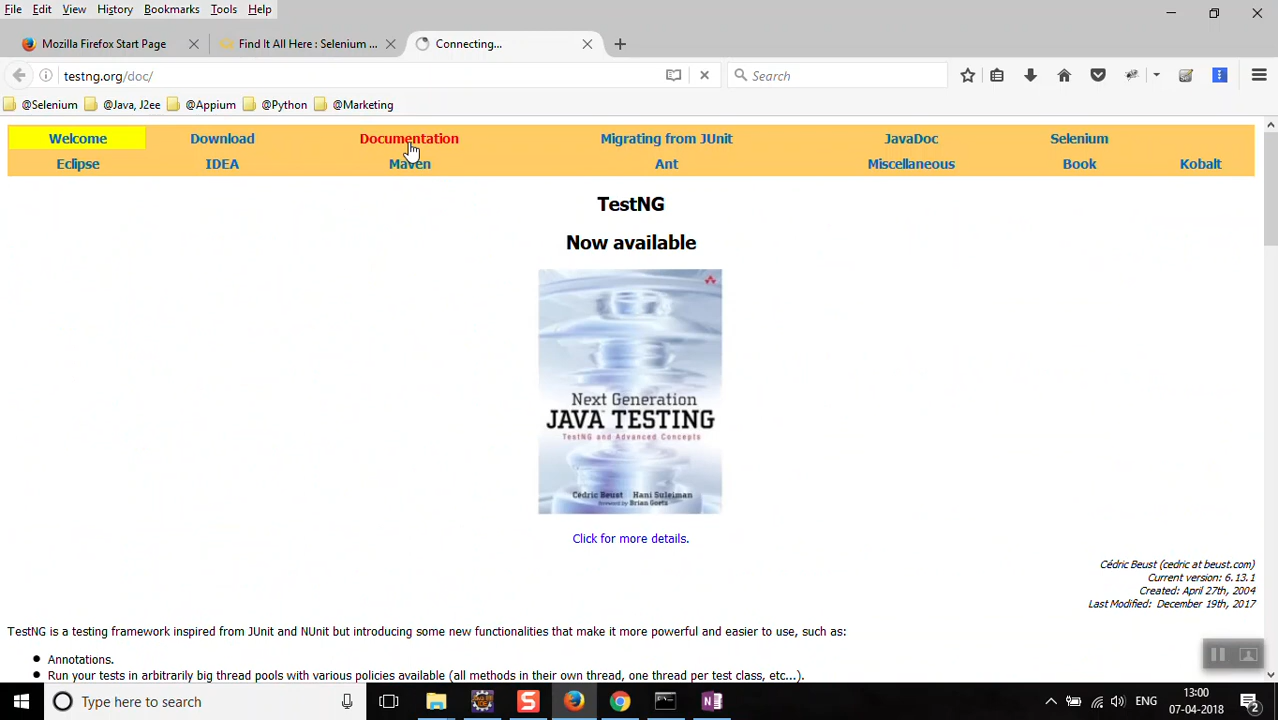 File Edit View History Bookmarks Tools Help
Mozilla Firefox Start Page
Find It All Here : Selenium ...
Connecting...
testng.org/doc/
Search
@Selenium @Java, J2ee @Appium @Python @Marketing
Welcome Download Documentation Migrating from JUnit JavaDoc Selenium
Eclipse IDEA Maven Ant Miscellaneous Book Kobalt
TestNG
Now available
Next Generation
JAVA TESTING
TestNG and Advanced Concepts
Cédric Beust Hani Suleiman
Foreword by Brian Goetz
Click for more details.
Cédric Beust (cedric at beust.com)
Current version: 6.13.1
Created: April 27th, 2004
Last Modified: December 19th, 2017
TestNG is a testing framework inspired from JUnit and NUnit but introducing some new functionalities that make it more powerful and easier to use, such as:
Annotations.
Run your tests in arbitrarily big thread pools with various policies available (all methods in their own thread, one thread per test class, etc...).
Type here to search
ENG
13:00
07-04-2018
2